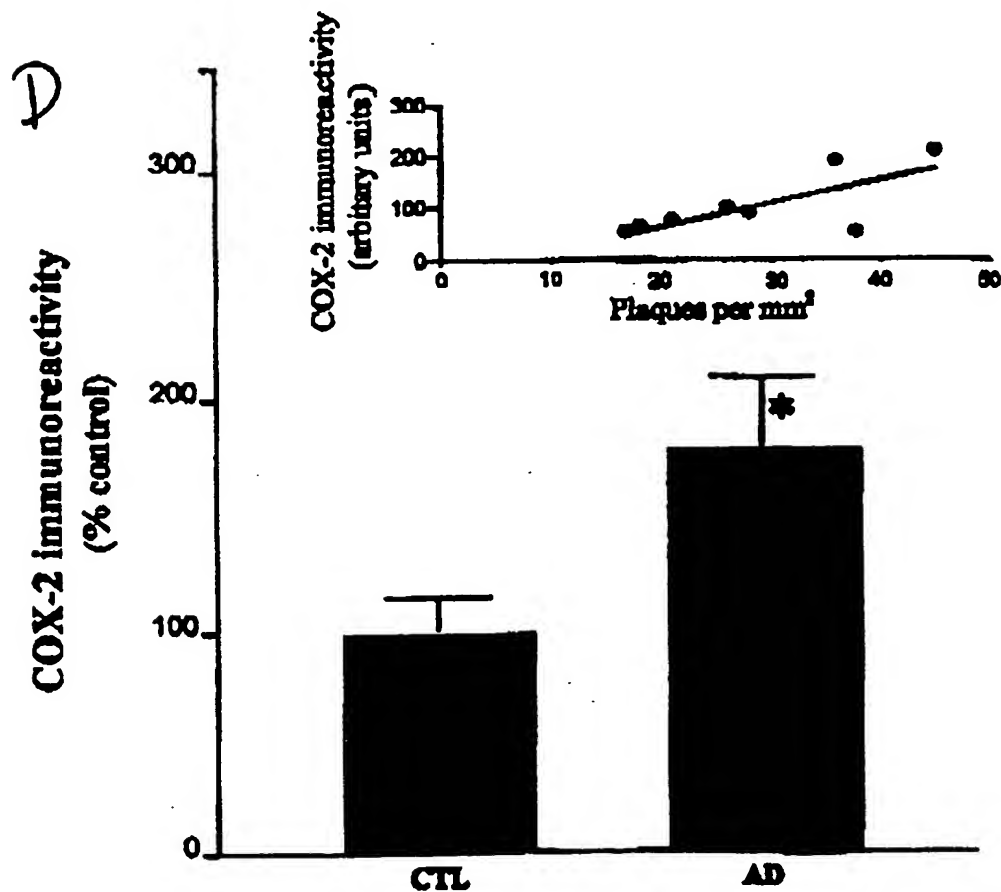 D
COX-2 immunoreactivity
(arbitary units)
300
200
100
0
0 10 20 30 40 50
Plaques per mm²
COX-2 immunoreactivity
(% control)
300
200
*
100
0
CTL AD